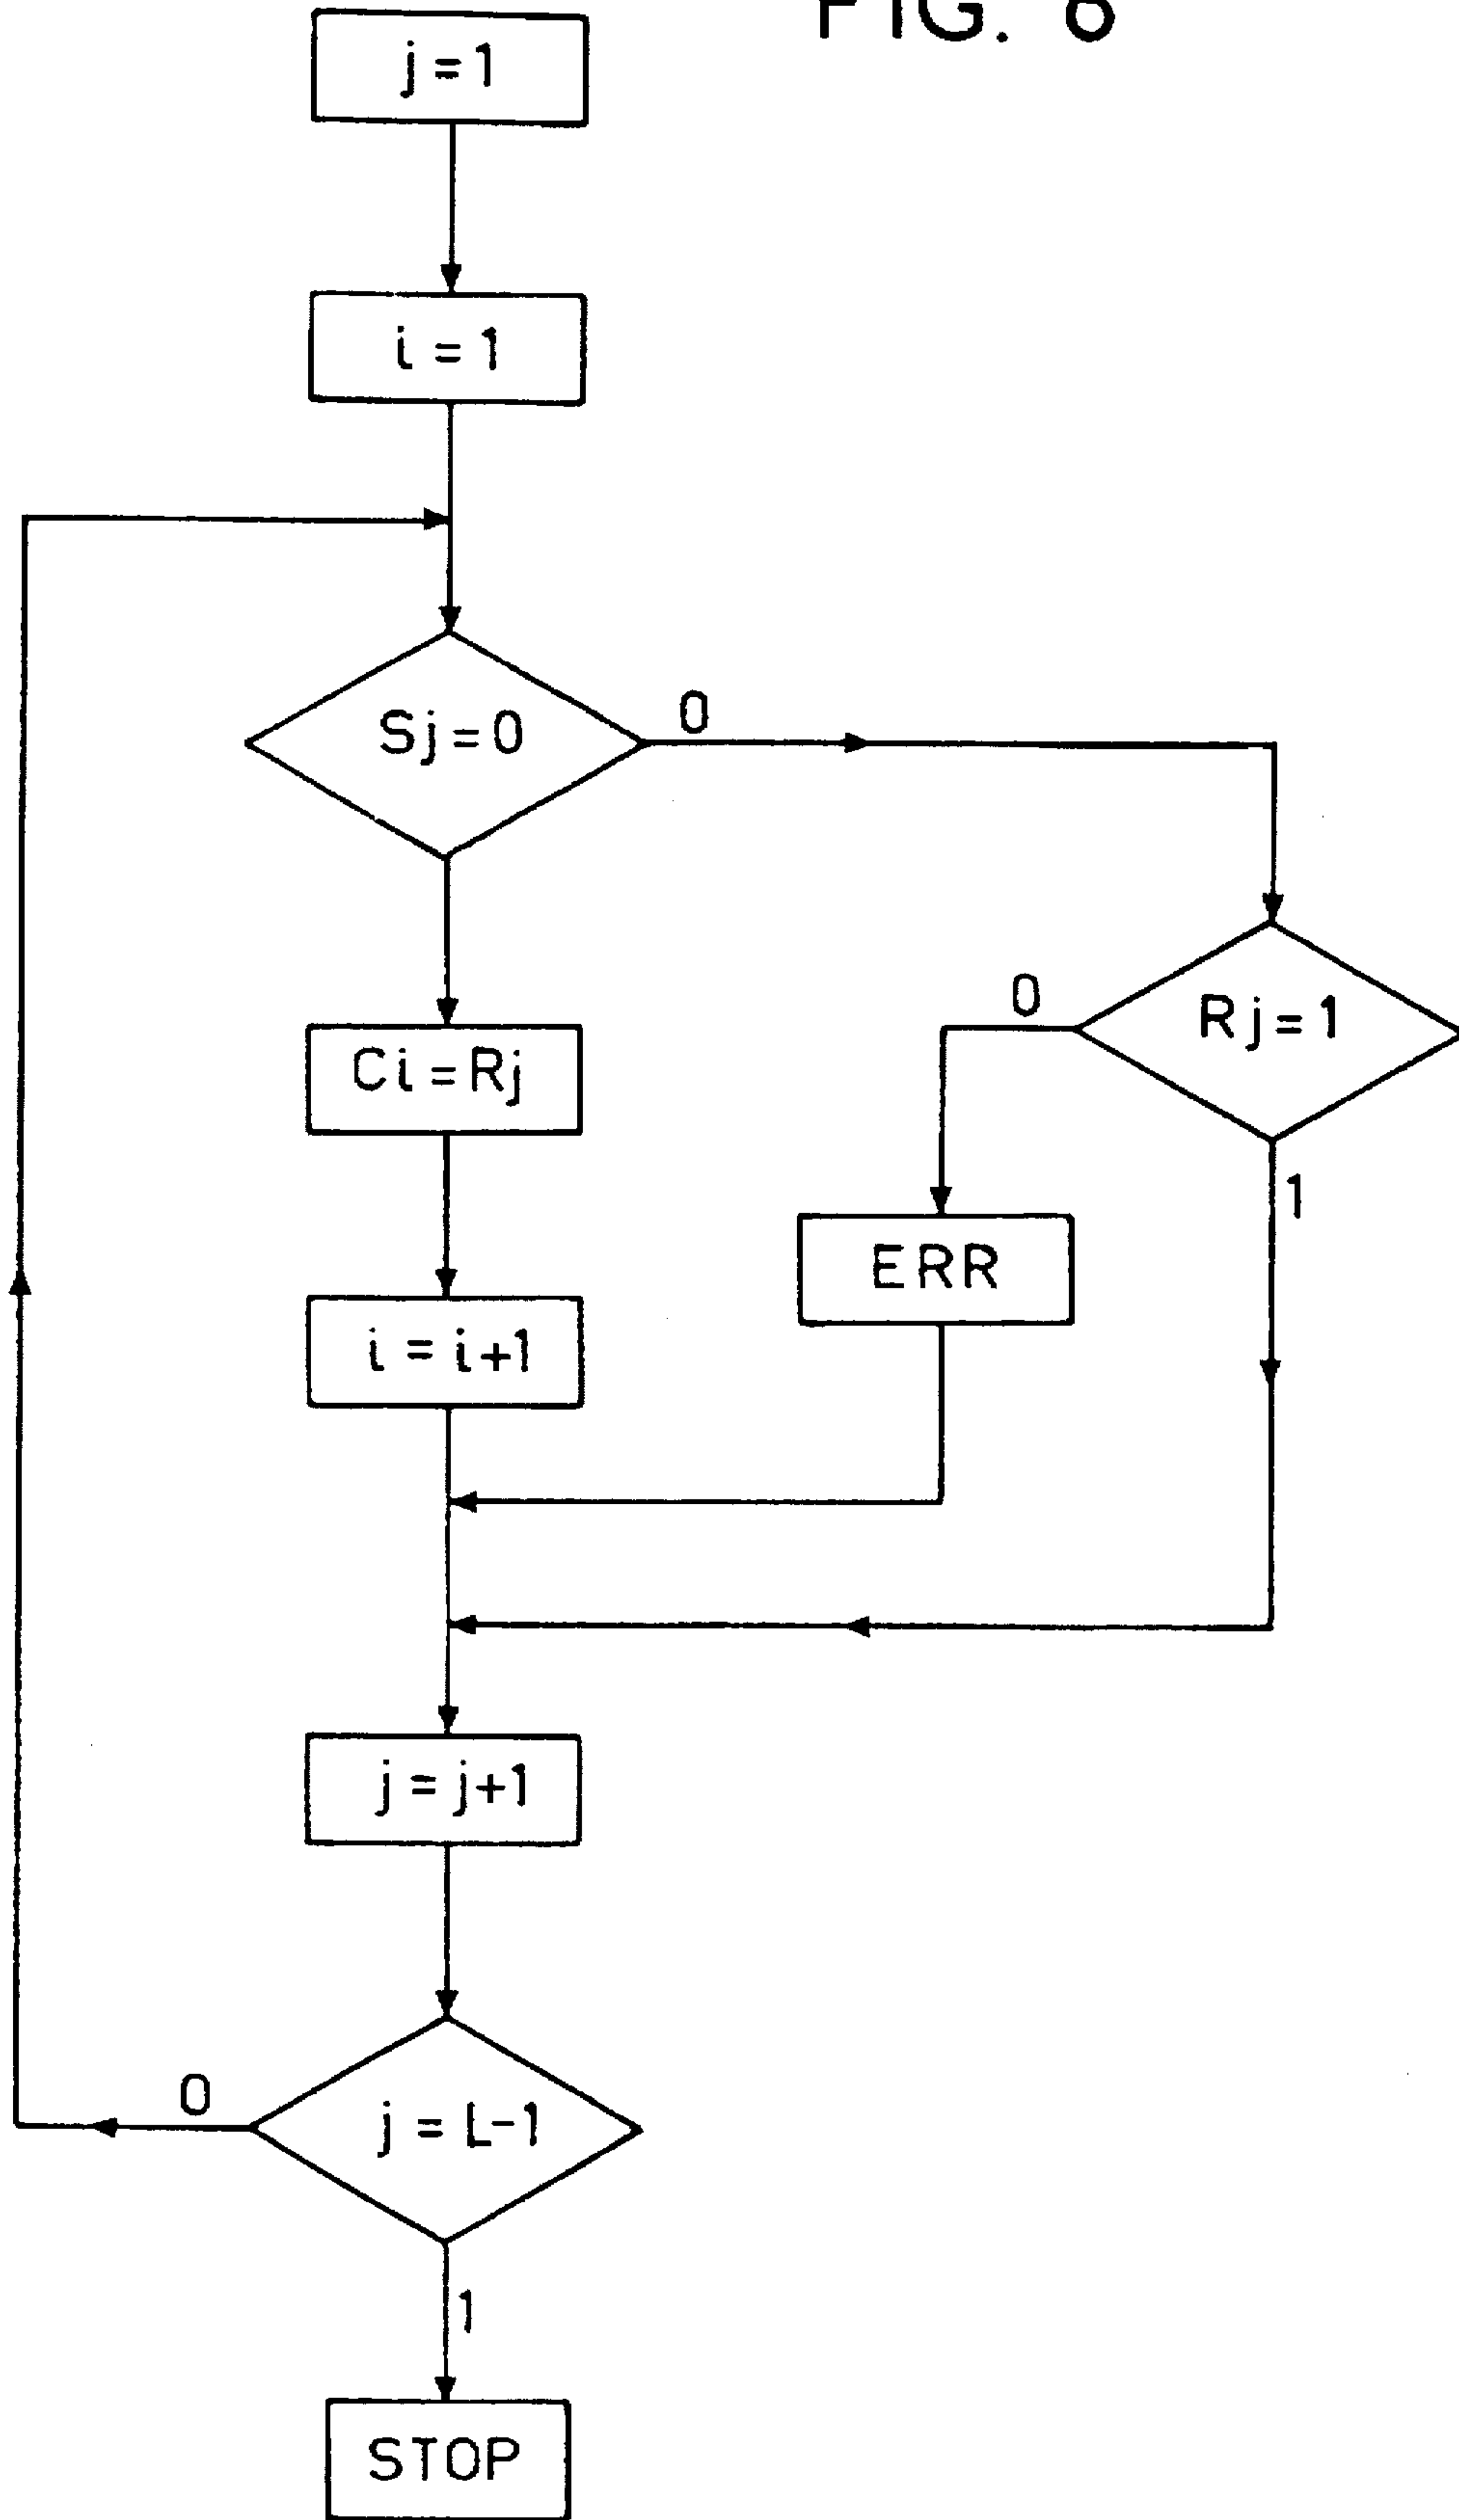 FIG. 8
j=1
i=1
Sj=0
0
Rj=1
0
Ci=Rj
1
ERR
i=i+1
j=j+1
j=L-1
0
1
STOP